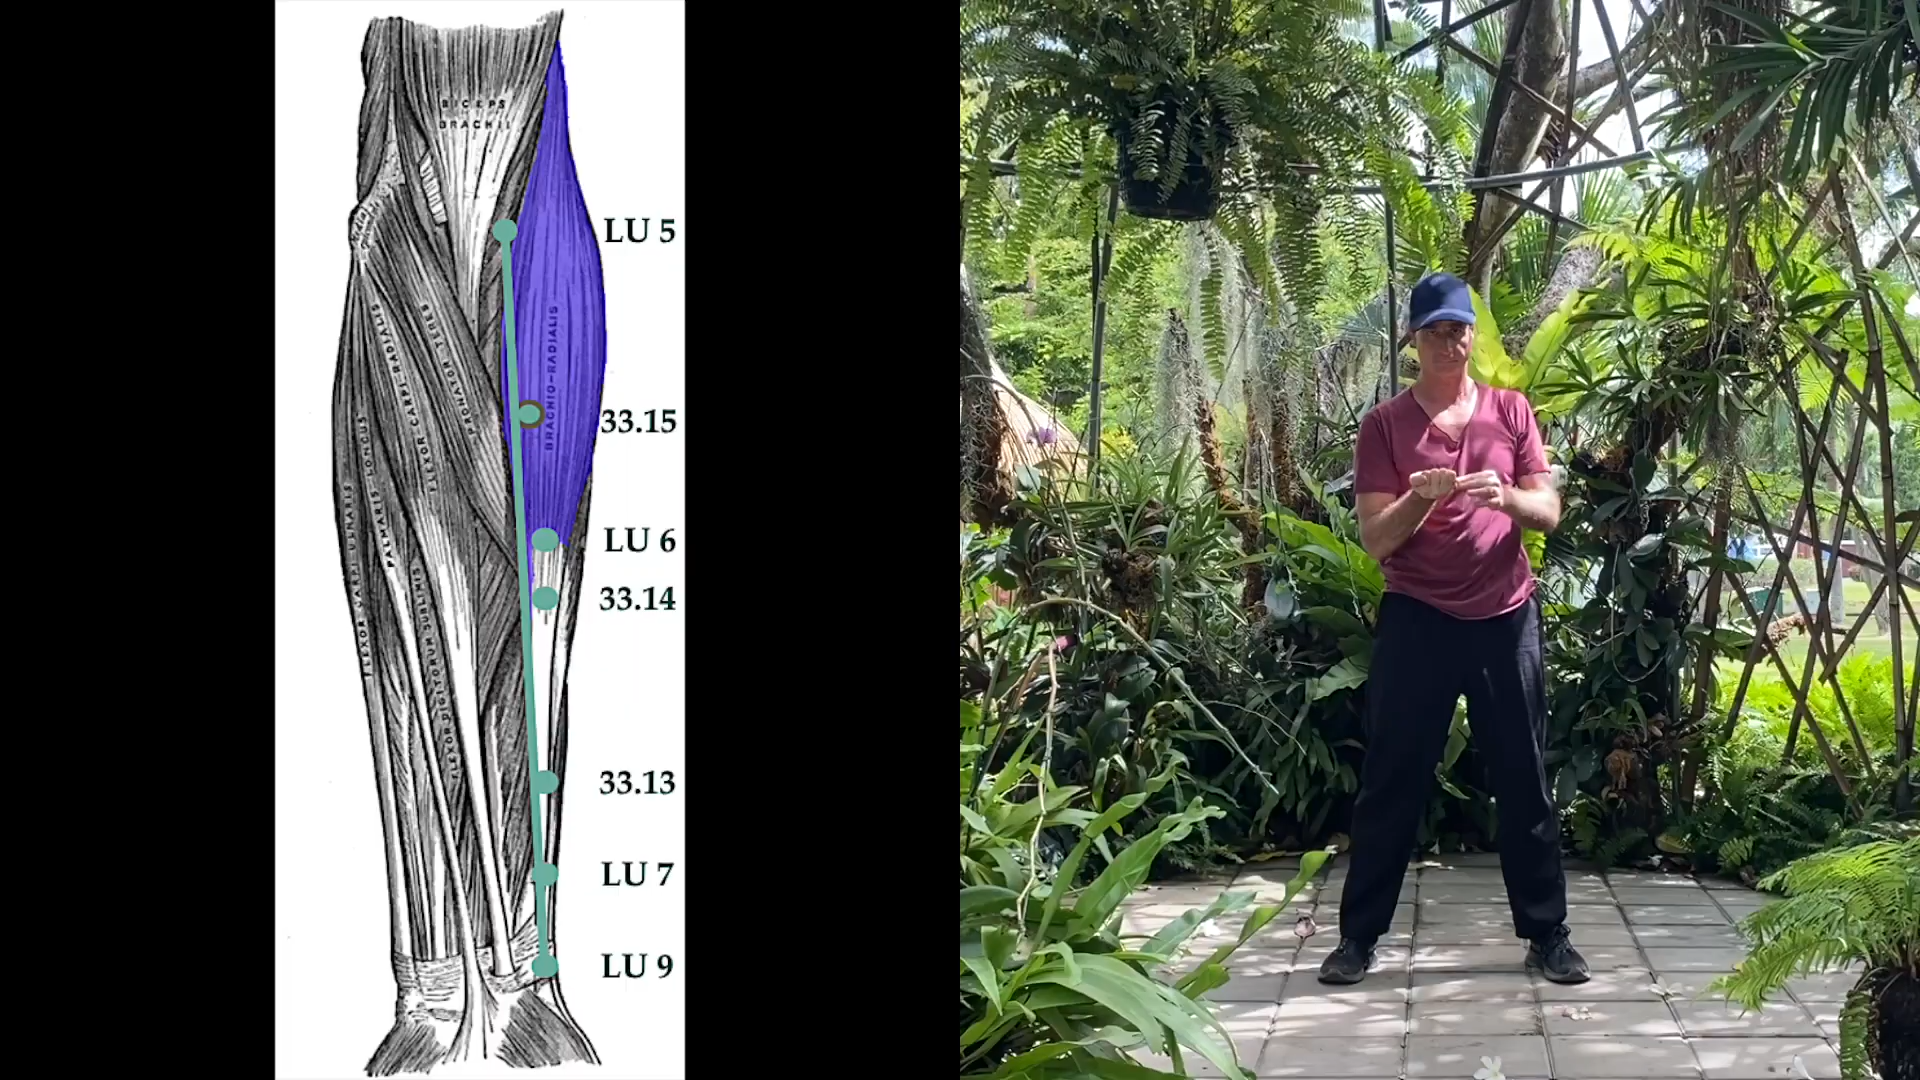 BICEPS
BRACHII
LU 5
BRACHIO-RADIALIS
PRONATOR TERES
FLEXOR CARPI-RADIALIS
PALMARIS LONGUS
FLEXOR CARPI ULNARIS
33.15
LU 6
33.14
FLEXOR DIGITORUM SUBLIMIS
33.13
LU 7
LU 9